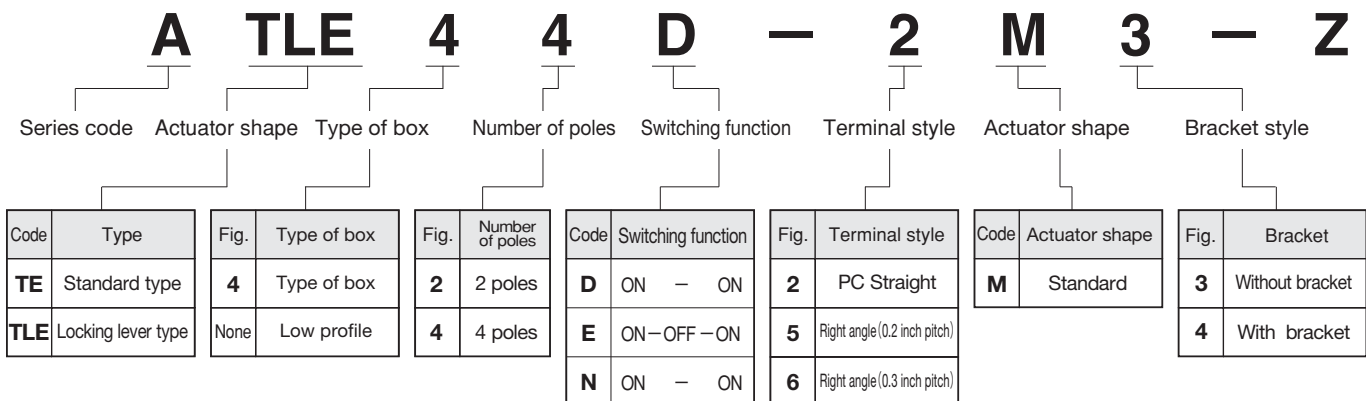 A TLE 4 4 D － 2 M 3 － Z
Series code Actuator shape Type of box Number of poles Switching function Terminal style Actuator shape Bracket style
Code Type
TE Standard type
TLE Locking lever type
Fig. Type of box
4 Type of box
None Low profile
Fig. Number
of poles
2 2 poles
4 4 poles
Code Switching function
D ON － ON
E ON－OFF－ON
N ON － ON
Fig. Terminal style
2 PC Straight
5 Right angle(0.2 inch pitch)
6 Right angle(0.3 inch pitch)
Code Actuator shape
M Standard
Fig. Bracket
3 Without bracket
4 With bracket